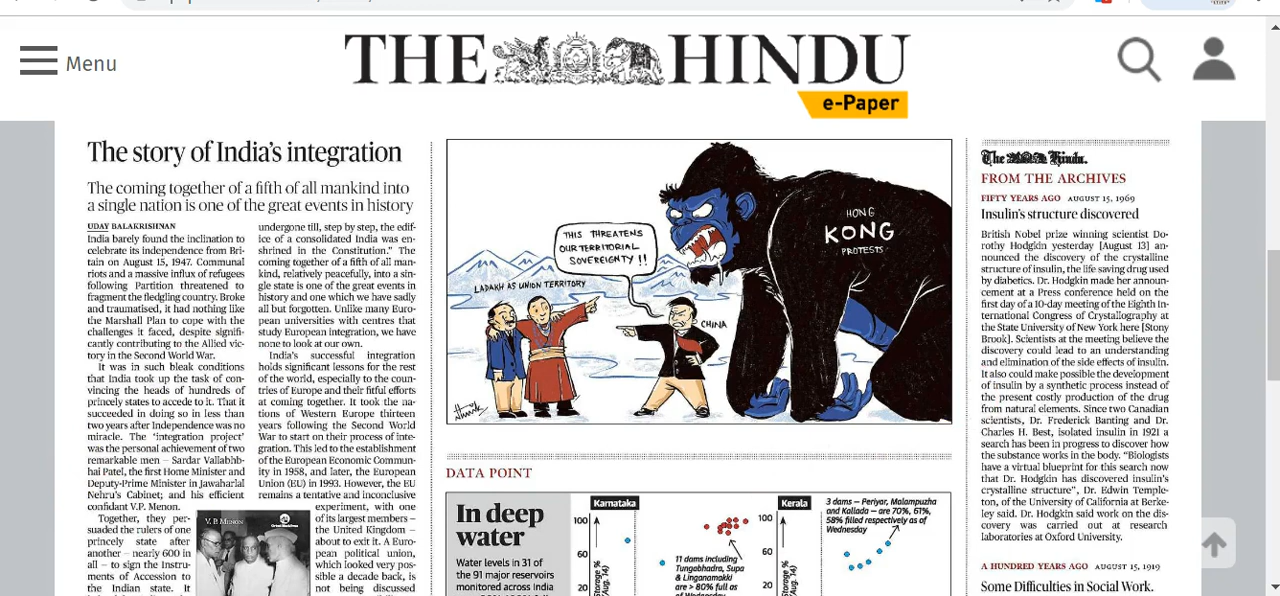 Menu
THE HINDU
e-Paper
The story of India's integration
The coming together of a fifth of all mankind into
a single nation is one of the great events in history
UDAY BALAKRISHNAN
India barely found the inclination to
celebrate its independence from Bri-
tain on August 15, 1947. Communal
riots and a massive influx of refugees
following Partition threatened to
fragment the fledgling country. Broke
and traumatised, it had nothing like
the Marshall Plan to cope with the
challenges it faced, despite signifi-
cantly contributing to the Allied vic-
tory in the Second World War.
It was in such bleak conditions
that India took up the task of con-
vincing the heads of hundreds of
princely states to accede to it. That it
succeeded in doing so in less than
two years after Independence was no
miracle. The 'integration project'
was the personal achievement of two
remarkable men – Sardar Vallabhb-
hai Patel, the first Home Minister and
Deputy-Prime Minister in Jawaharlal
Nehru's Cabinet; and his efficient
confidant V.P. Menon.
Together, they per-
suaded the rulers of one
princely state after
another – nearly 600 in
all – to sign the Instru-
ments of Accession to
the Indian state. It
undergone till, step by step, the edif-
ice of a consolidated India was en-
shrined in the Constitution." The
coming together of a fifth of all man-
kind, relatively peacefully, into a sin-
gle state is one of the great events in
history and one which we have sadly
all but forgotten. Unlike many Euro-
pean universities with centres that
study European integration, we have
none to look at our own.
India's successful integration
holds significant lessons for the rest
of the world, especially to the coun-
tries of Europe and their fitful efforts
at coming together. It took the na-
tions of Western Europe thirteen
years following the Second World
War to start on their process of inte-
gration. This led to the establishment
of the European Economic Commun-
ity in 1958, and later, the European
Union (EU) in 1993. However, the EU
remains a tentative and inconclusive
experiment, with one
of its largest members –
the United Kingdom –
about to exit it. A Euro-
pean political union,
which looked very pos-
sible a decade back, is
not being discussed
V.P. MENON
THIS THREATENS
OUR TERRITORIAL
SOVEREIGNTY !!
LADAKH AS UNION TERRITORY
CHINA
HONG
KONG
PROTESTS
DATA POINT
In deep
water
Water levels in 31 of
the 91 major reservoirs
monitored across India
Karnataka
100
60
20
Storage %
(Aug. 14)
11 dams including
Tungabhadra, Supa
& Linganamakki
are > 80% full as
of Wednesday
Kerala
100
60
20
Storage %
(Aug. 14)
3 dams – Periyar, Malampuzha
and Kallada – are 70%, 61%,
58% filled respectively as of
Wednesday
The Hindu.
FROM THE ARCHIVES
FIFTY YEARS AGO AUGUST 15, 1969
Insulin's structure discovered
British Nobel prize winning scientist Do-
rothy Hodgkin yesterday [August 13] an-
nounced the discovery of the crystalline
structure of insulin, the life saving drug used
by diabetics. Dr. Hodgkin made her announ-
cement at a Press conference held on the
first day of a 10-day meeting of the Eighth In-
ternational Congress of Crystallography at
the State University of New York here [Stony
Brook]. Scientists at the meeting believe the
discovery could lead to an understanding
and elimination of the side effects of insulin.
It also could make possible the development
of insulin by a synthetic process instead of
the present costly production of the drug
from natural elements. Since two Canadian
scientists, Dr. Frederick Banting and Dr.
Charles H. Best, isolated insulin in 1921 a
search has been in progress to discover how
the substance works in the body. "Biologists
have a virtual blueprint for this search now
that Dr. Hodgkin has discovered insulin's
crystalline structure", Dr. Edwin Temple-
ton, of the University of California at Berke-
ley said. Dr. Hodgkin said work on the dis-
covery was carried out at research
laboratories at Oxford University.
A HUNDRED YEARS AGO AUGUST 15, 1919
Some Difficulties in Social Work.